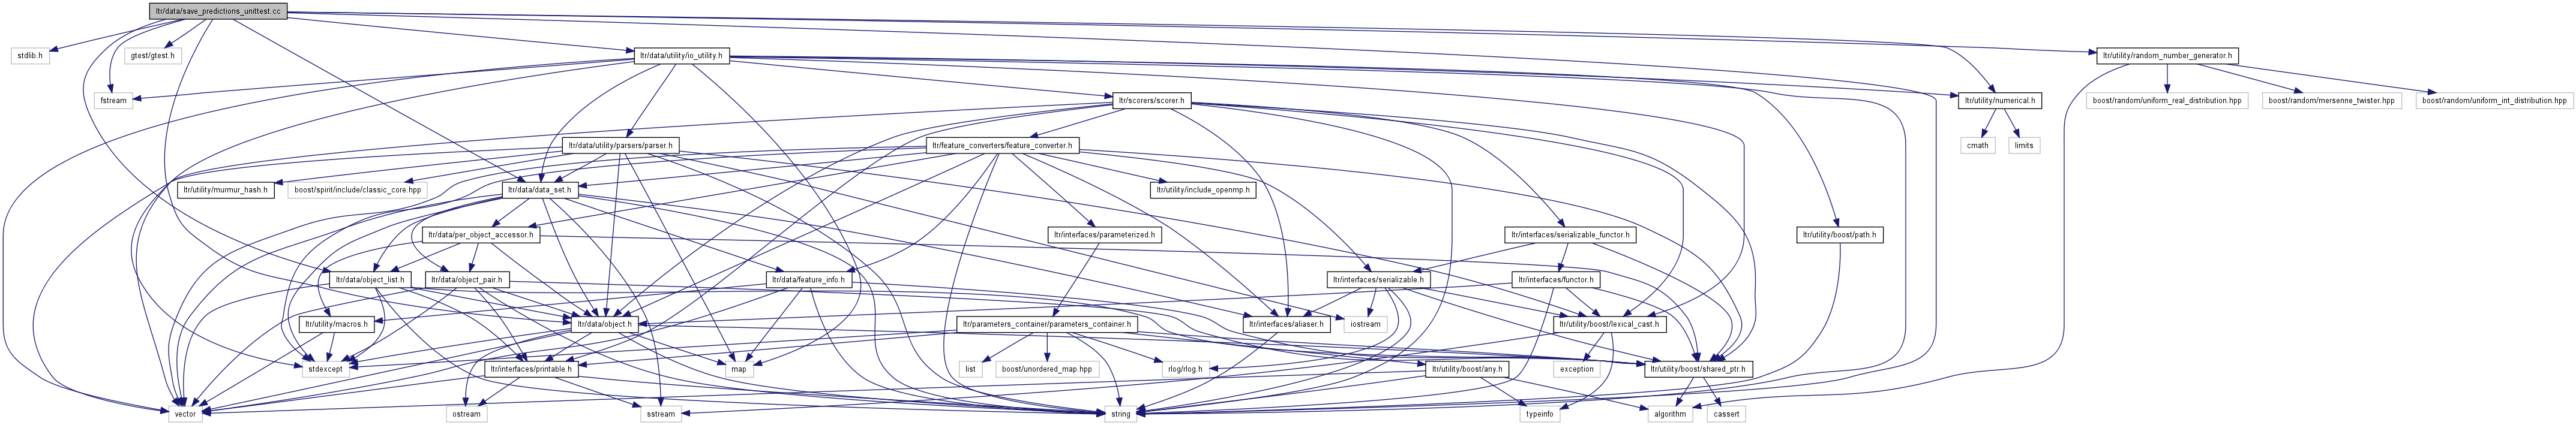 ltr/data/save_predictions_unittest.cc
stdlib.h
gtest/gtest.h
ltr/data/utility/io_utility.h
ltr/utility/random_number_generator.h
fstream
ltr/scorers/scorer.h
ltr/utility/numerical.h
boost/random/uniform_real_distribution.hpp
boost/random/mersenne_twister.hpp
boost/random/uniform_int_distribution.hpp
ltr/data/utility/parsers/parser.h
ltr/feature_converters/feature_converter.h
cmath
limits
ltr/utility/murmur_hash.h
boost/spirit/include/classic_core.hpp
ltr/data/data_set.h
ltr/utility/include_openmp.h
ltr/data/per_object_accessor.h
ltr/interfaces/parameterized.h
ltr/interfaces/serializable_functor.h
ltr/utility/boost/path.h
ltr/data/object_list.h
ltr/data/object_pair.h
ltr/data/feature_info.h
ltr/interfaces/serializable.h
ltr/interfaces/functor.h
ltr/utility/macros.h
ltr/data/object.h
ltr/parameters_container/parameters_container.h
ltr/interfaces/aliaser.h
iostream
ltr/utility/boost/lexical_cast.h
stdexcept
ltr/interfaces/printable.h
map
list
boost/unordered_map.hpp
rlog/rlog.h
ltr/utility/boost/any.h
exception
ltr/utility/boost/shared_ptr.h
vector
ostream
sstream
string
typeinfo
algorithm
cassert